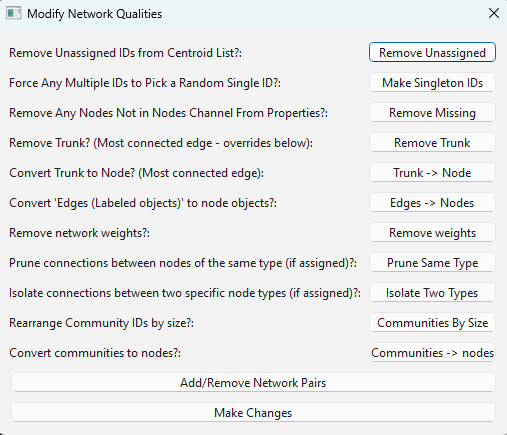 Modify Network Qualities
Remove Unassigned IDs from Centroid List?: Remove Unassigned
Force Any Multiple IDs to Pick a Random Single ID?: Make Singleton IDs
Remove Any Nodes Not in Nodes Channel From Properties?: Remove Missing
Remove Trunk? (Most connected edge - overrides below): Remove Trunk
Convert Trunk to Node? (Most connected edge): Trunk -> Node
Convert 'Edges (Labeled objects)' to node objects?: Edges -> Nodes
Remove network weights?: Remove weights
Prune connections between nodes of the same type (if assigned)?: Prune Same Type
Isolate connections between two specific node types (if assigned)?: Isolate Two Types
Rearrange Community IDs by size?: Communities By Size
Convert communities to nodes?: Communities -> nodes
Add/Remove Network Pairs
Make Changes